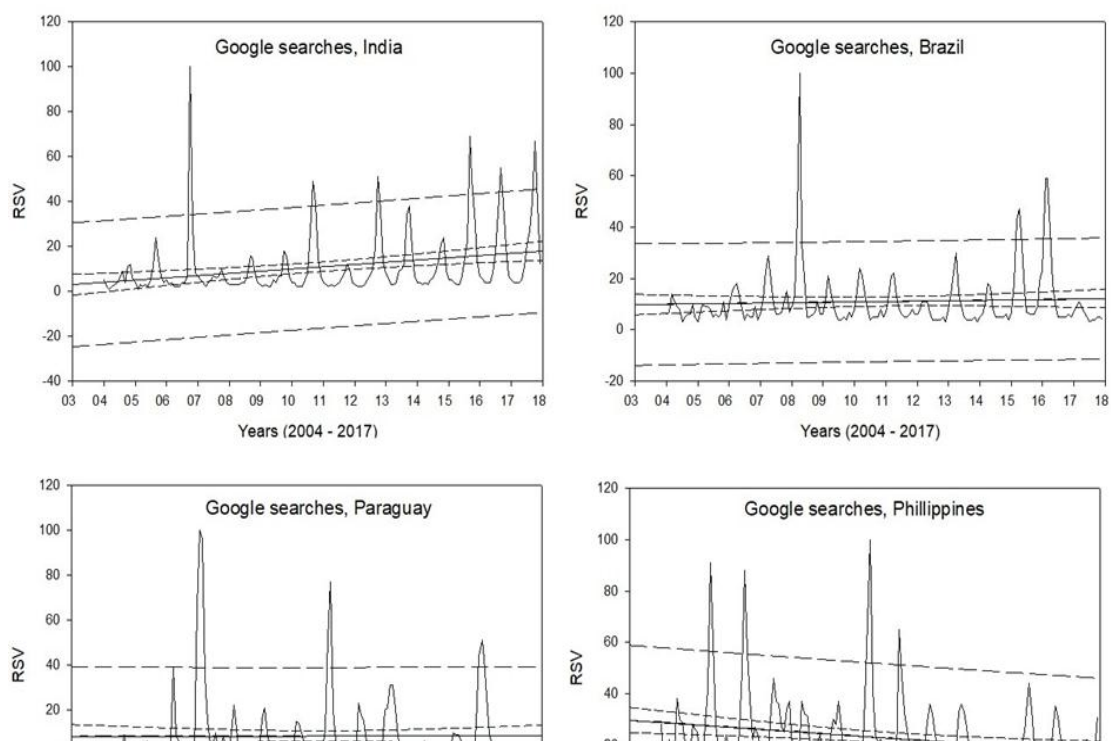 120
100
80
60
40
20
0
-20
-40
RSV
Google searches, India
03 04 05 06 07 08 09 10 11 12 13 14 15 16 17 18
Years (2004 - 2017)
120
100
80
60
40
20
0
-20
RSV
Google searches, Brazil
03 04 05 06 07 08 09 10 11 12 13 14 15 16 17 18
Years (2004 - 2017)
120
100
80
60
40
20
RSV
Google searches, Paraguay
120
100
80
60
40
20
RSV
Google searches, Phillippines